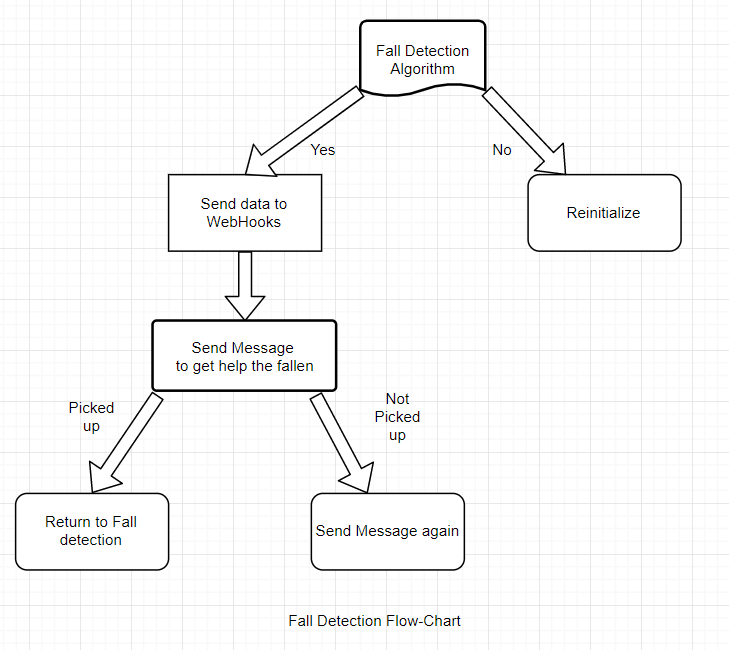 Fall Detection
Algorithm
Yes
No
Send data to
WebHooks
Reinitialize
Send Message
to get help the fallen
Picked
up
Not
Picked
up
Return to Fall
detection
Send Message again
Fall Detection Flow-Chart